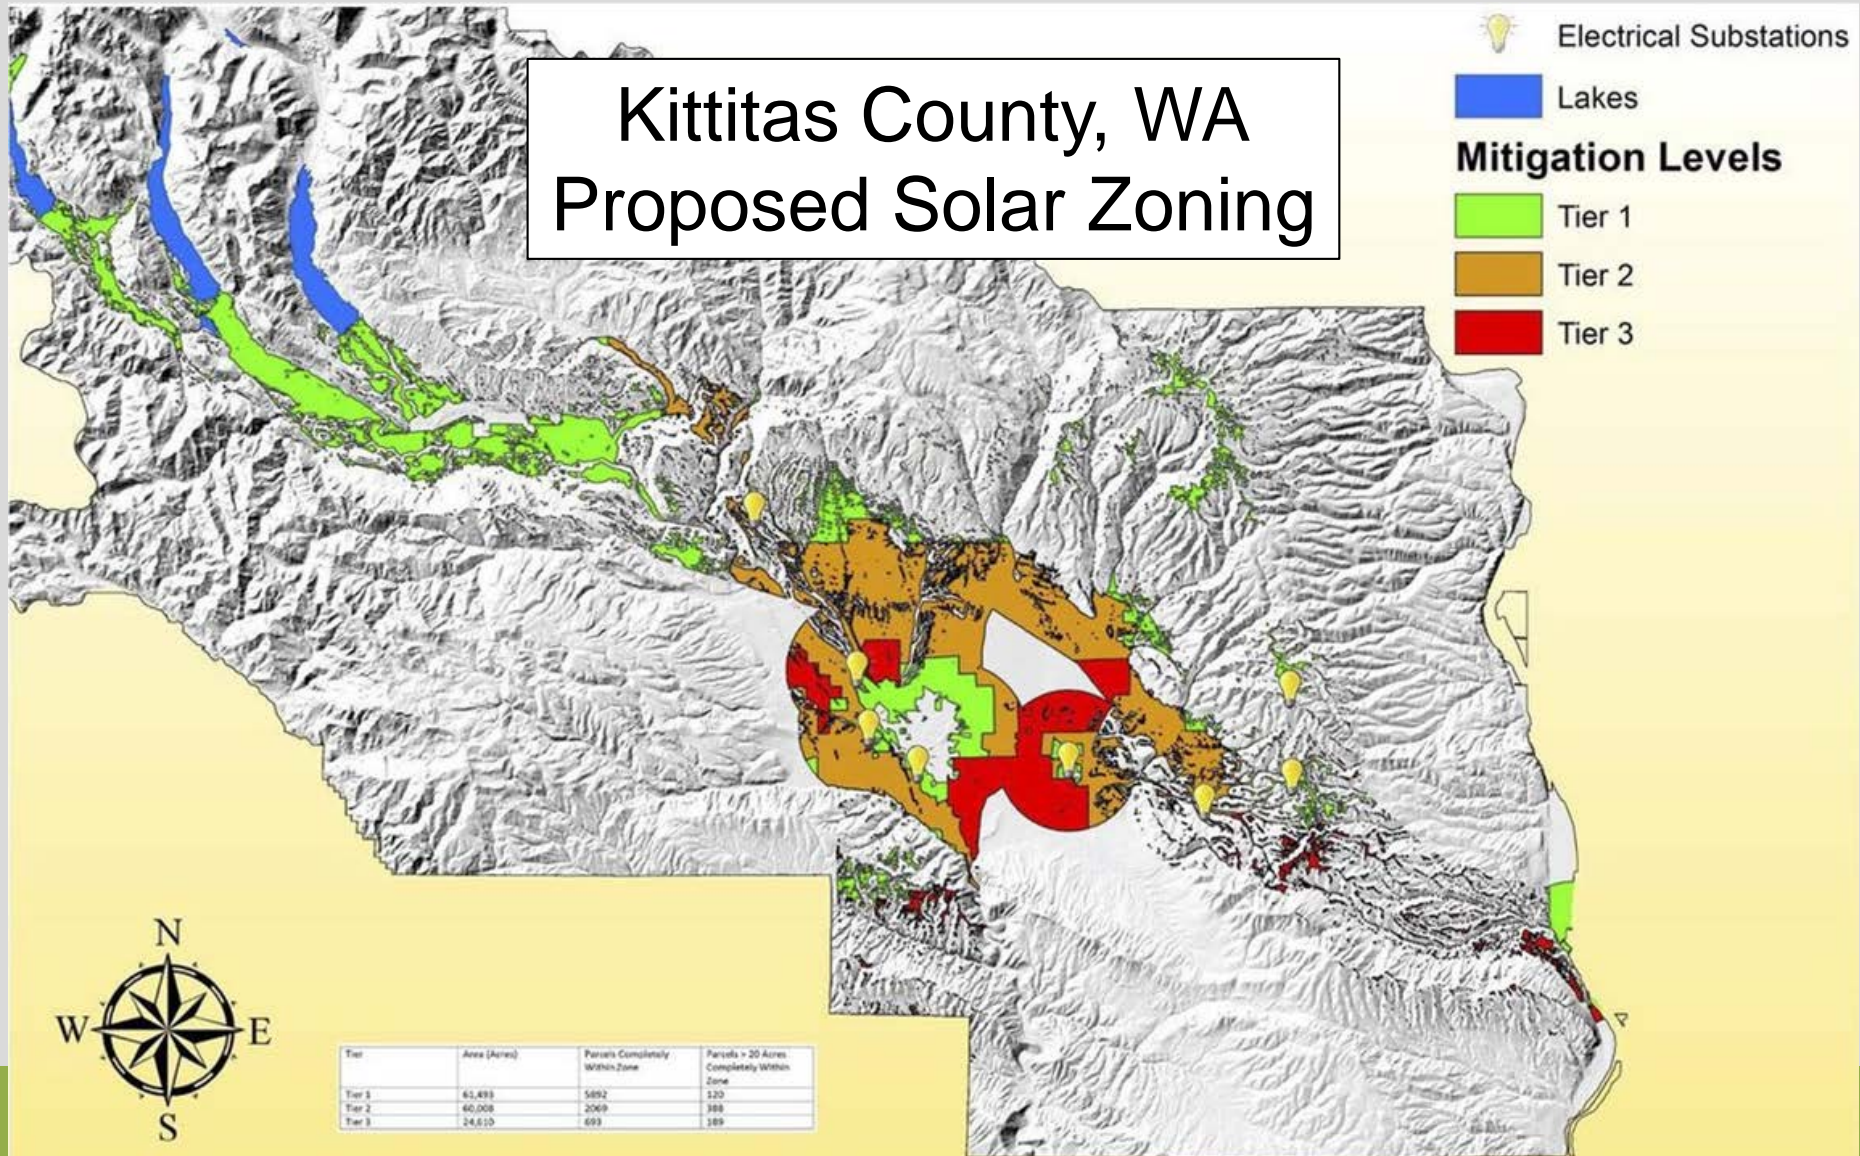 Kittitas County, WA
Proposed Solar Zoning
Electrical Substations
Lakes
Mitigation Levels
Tier 1
Tier 2
Tier 3
N
W E
S
Tier Area (Acres) Parcels Completely Within Zone Parcels > 20 Acres Completely Within Zone
Tier 1 61,493 5892 120
Tier 2 60,008 2069 388
Tier 3 24,610 693 189